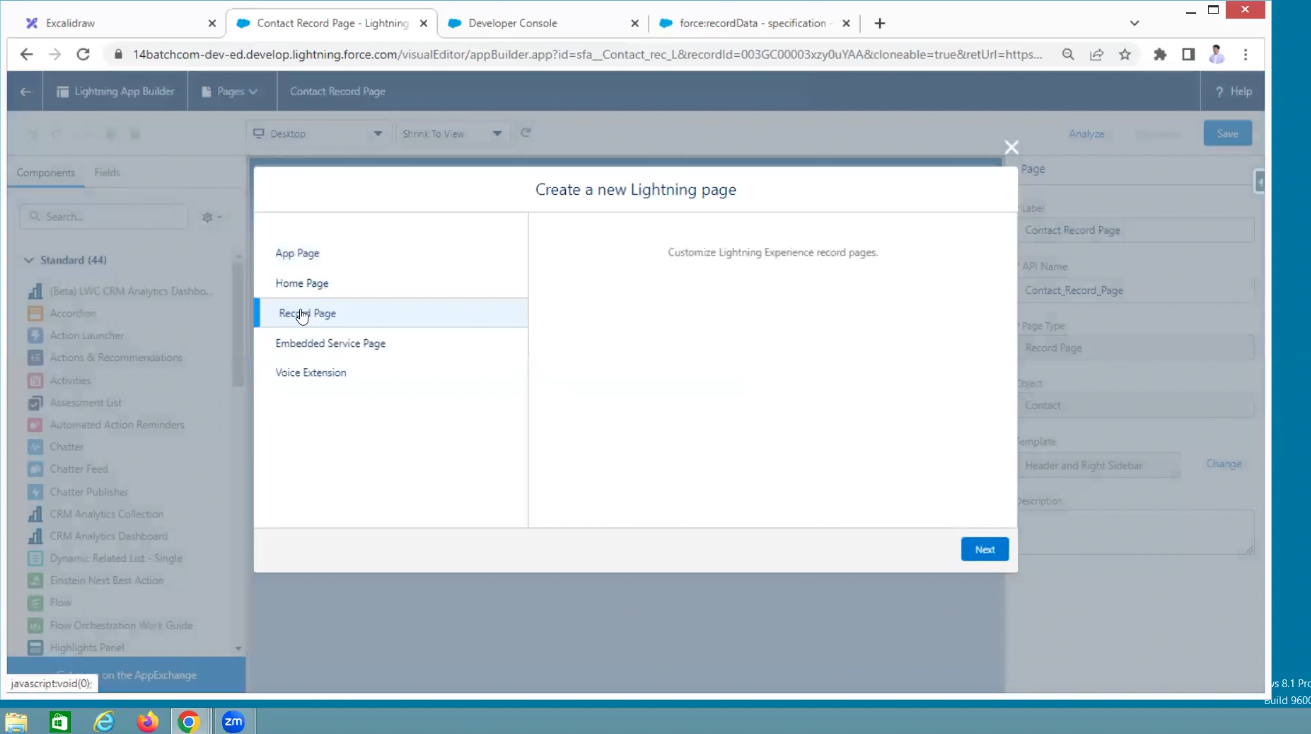 Excalidraw
Contact Record Page - Lightning
Developer Console
force:recordData - specification
14batchcom-dev-ed.develop.lightning.force.com/visualEditor/appBuilder.app?id=sfa__Contact_rec_L&recordId=003GC00003xzy0uYAA&cloneable=true&retUrl=https...
Lightning App Builder
Pages
Contact Record Page
? Help
Desktop
Shrink To View
Analyze
Save
Components
Fields
Search...
Standard (44)
(Beta) LWC CRM Analytics Dashbo...
Accordion
Action Launcher
Actions & Recommendations
Activities
Assessment List
Automated Action Reminders
Chatter
Chatter Feed
Chatter Publisher
CRM Analytics Collection
CRM Analytics Dashboard
Dynamic Related List - Single
Einstein Next Best Action
Flow
Flow Orchestration Work Guide
Highlights Panel
on the AppExchange
javascript:void(0);
Create a new Lightning page
App Page
Home Page
Record Page
Embedded Service Page
Voice Extension
Customize Lightning Experience record pages.
Next
Page
Label
Contact Record Page
API Name
Contact_Record_Page
Page Type
Record Page
Object
Contact
Template
Header and Right Sidebar
Change
Description
8.1 Pro
Build 9600
zm